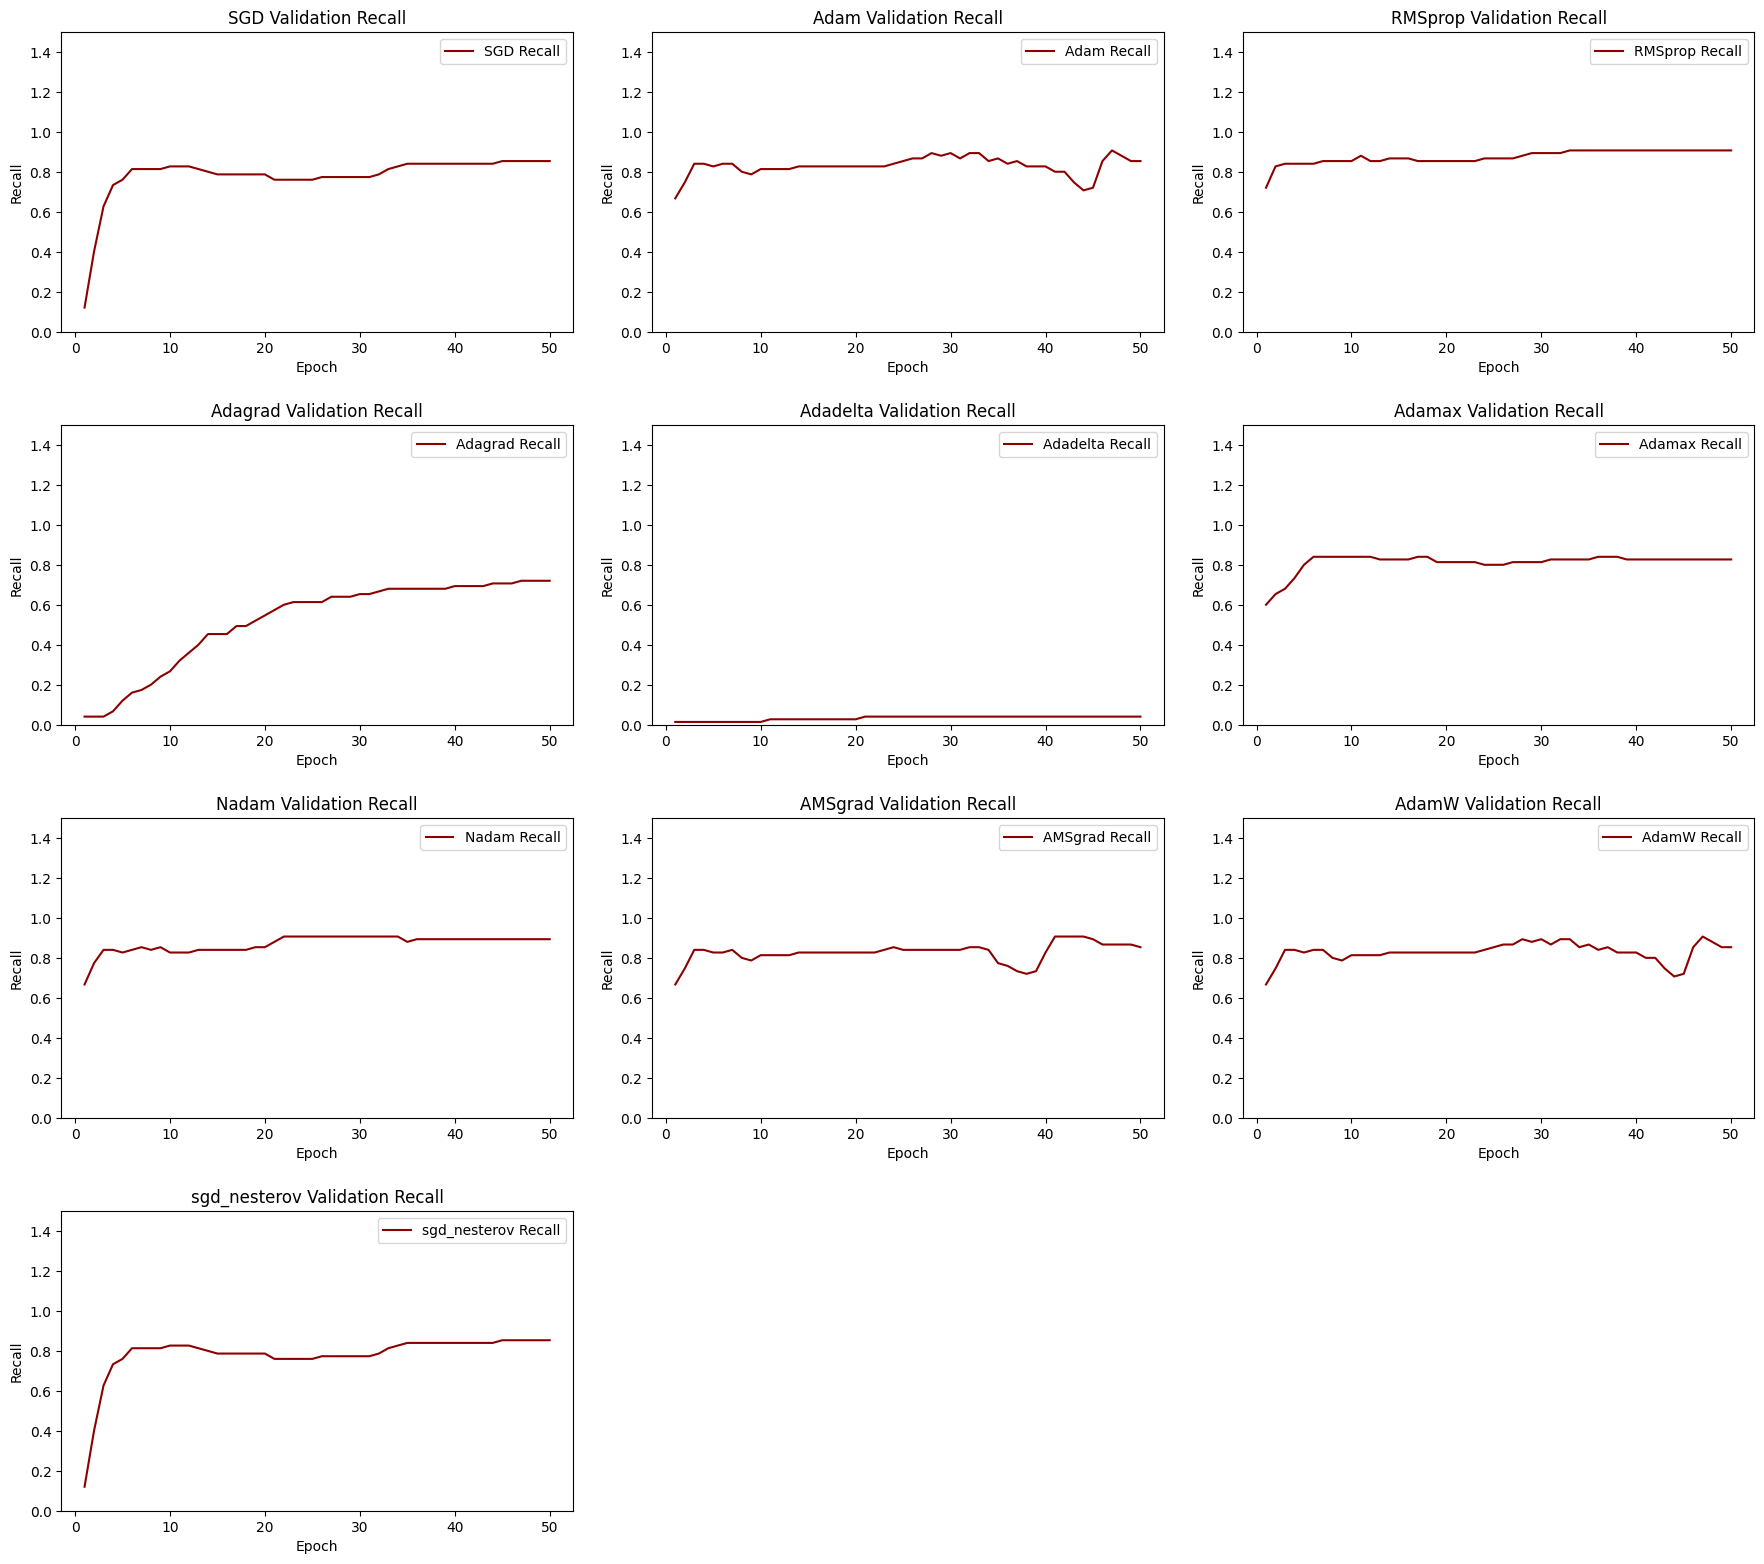 SGD Validation Recall
SGD Recall
1.4
1.2
1.0
0.8
0.6
0.4
0.2
0.0
Recall
0 10 20 30 40 50
Epoch
Adam Validation Recall
Adam Recall
1.4
1.2
1.0
0.8
0.6
0.4
0.2
0.0
Recall
0 10 20 30 40 50
Epoch
RMSprop Validation Recall
RMSprop Recall
1.4
1.2
1.0
0.8
0.6
0.4
0.2
0.0
Recall
0 10 20 30 40 50
Epoch
Adagrad Validation Recall
Adagrad Recall
1.4
1.2
1.0
0.8
0.6
0.4
0.2
0.0
Recall
0 10 20 30 40 50
Epoch
Adadelta Validation Recall
Adadelta Recall
1.4
1.2
1.0
0.8
0.6
0.4
0.2
0.0
Recall
0 10 20 30 40 50
Epoch
Adamax Validation Recall
Adamax Recall
1.4
1.2
1.0
0.8
0.6
0.4
0.2
0.0
Recall
0 10 20 30 40 50
Epoch
Nadam Validation Recall
Nadam Recall
1.4
1.2
1.0
0.8
0.6
0.4
0.2
0.0
Recall
0 10 20 30 40 50
Epoch
AMSgrad Validation Recall
AMSgrad Recall
1.4
1.2
1.0
0.8
0.6
0.4
0.2
0.0
Recall
0 10 20 30 40 50
Epoch
AdamW Validation Recall
AdamW Recall
1.4
1.2
1.0
0.8
0.6
0.4
0.2
0.0
Recall
0 10 20 30 40 50
Epoch
sgd_nesterov Validation Recall
sgd_nesterov Recall
1.4
1.2
1.0
0.8
0.6
0.4
0.2
0.0
Recall
0 10 20 30 40 50
Epoch